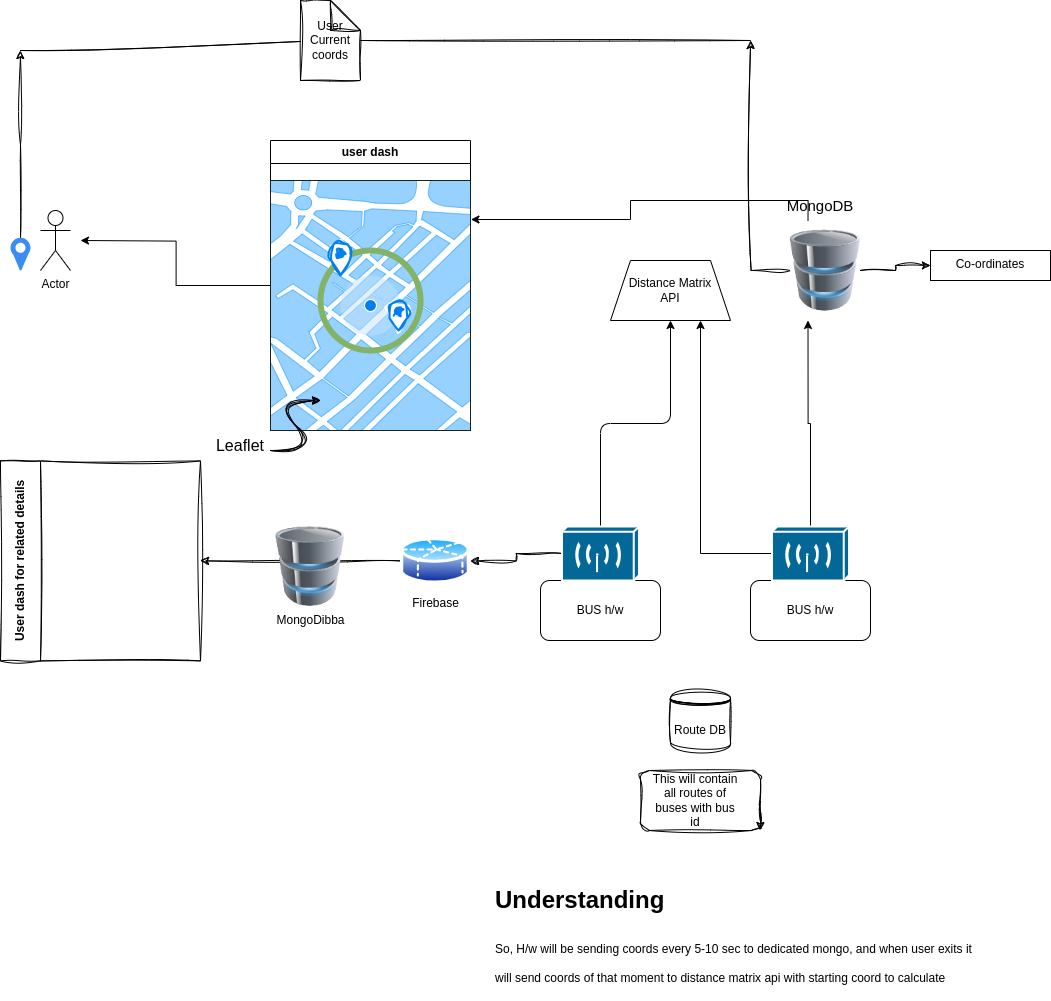 User
Current
coords
user dash
MongoDB
Actor
Distance Matrix
API
Co-ordinates
Leaflet
User dash for related details
MongoDibba
Firebase
BUS h/w
BUS h/w
Route DB
This will contain
all routes of
buses with bus
id
Understanding
So, H/w will be sending coords every 5-10 sec to dedicated mongo, and when user exits it
will send coords of that moment to distance matrix api with starting coord to calculate